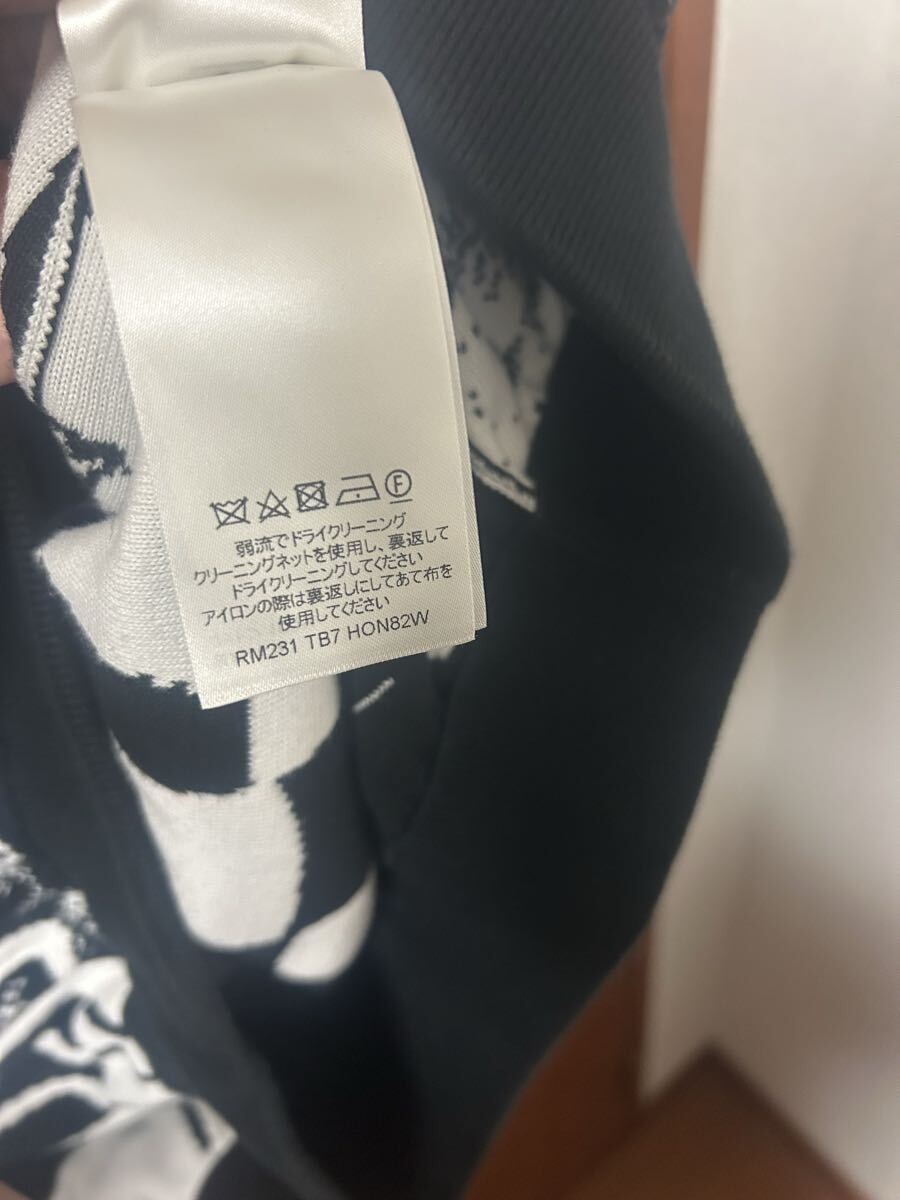 F
弱流でドライクリーニング
クリーニングネットを使用し、裏返して
ドライクリーニングしてください
アイロンの際は裏返しにしてあて布を
使用してください
RM231 TB7 HON82W